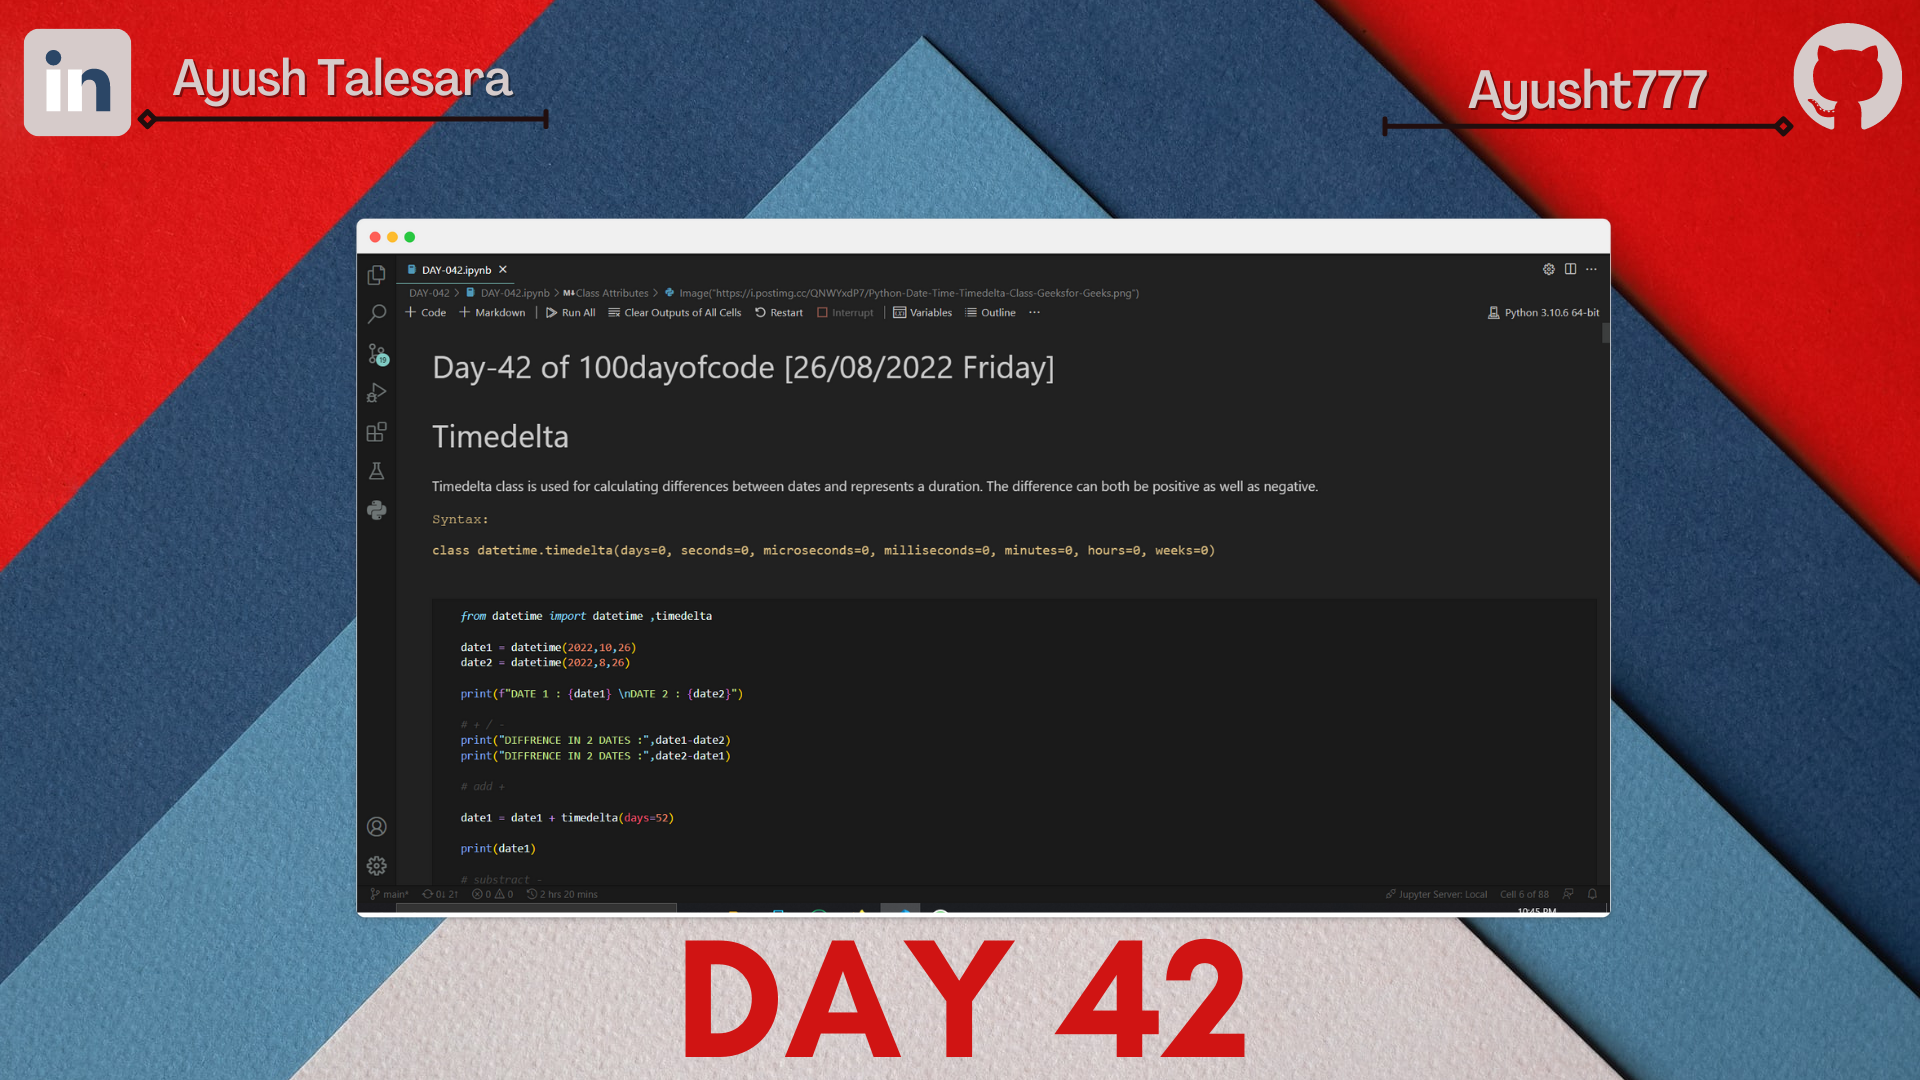 in
Ayush Talesara
Ayusht777
DAY-042.ipynb
DAY-042 > DAY-042.ipynb > M↓Class Attributes > Image("https://i.postimg.cc/QNWYxdP7/Python-Date-Time-Timedelta-Class-Geeksfor-Geeks.png")
+ Code + Markdown | Run All Clear Outputs of All Cells Restart Interrupt | Variables Outline ···
Python 3.10.6 64-bit
19
Day-42 of 100dayofcode [26/08/2022 Friday]
Timedelta
Timedelta class is used for calculating differences between dates and represents a duration. The difference can both be positive as well as negative.
Syntax:
class datetime.timedelta(days=0, seconds=0, microseconds=0, milliseconds=0, minutes=0, hours=0, weeks=0)
from datetime import datetime ,timedelta
date1 = datetime(2022,10,26)
date2 = datetime(2022,8,26)
print(f"DATE 1 : {date1} \nDATE 2 : {date2}")
# + / -
print("DIFFRENCE IN 2 DATES :",date1-date2)
print("DIFFRENCE IN 2 DATES :",date2-date1)
# add +
date1 = date1 + timedelta(days=52)
print(date1)
# substract -
main* 0↓ 2↑ 0 0 2 hrs 20 mins
Jupyter Server: Local Cell 6 of 88
10:45 PM
DAY 42